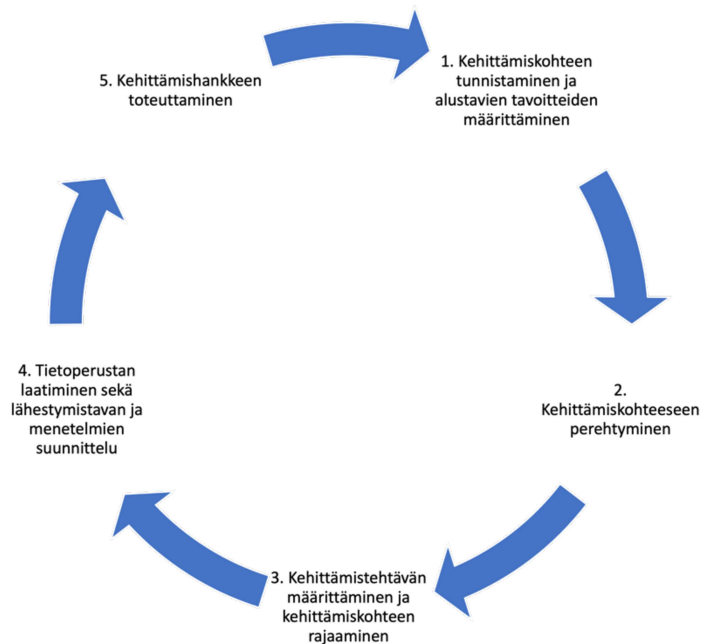 1. Kehittämiskohteen
tunnistaminen ja
alustavien tavoitteiden
määrittäminen
2.
Kehittämiskohteeseen
perehtyminen
3. Kehittämistehtävän
määrittäminen ja
kehittämiskohteen
rajaaminen
4. Tietoperustan
laatiminen sekä
lähestymistavan ja
menetelmien
suunnittelu
5. Kehittämishankkeen
toteuttaminen